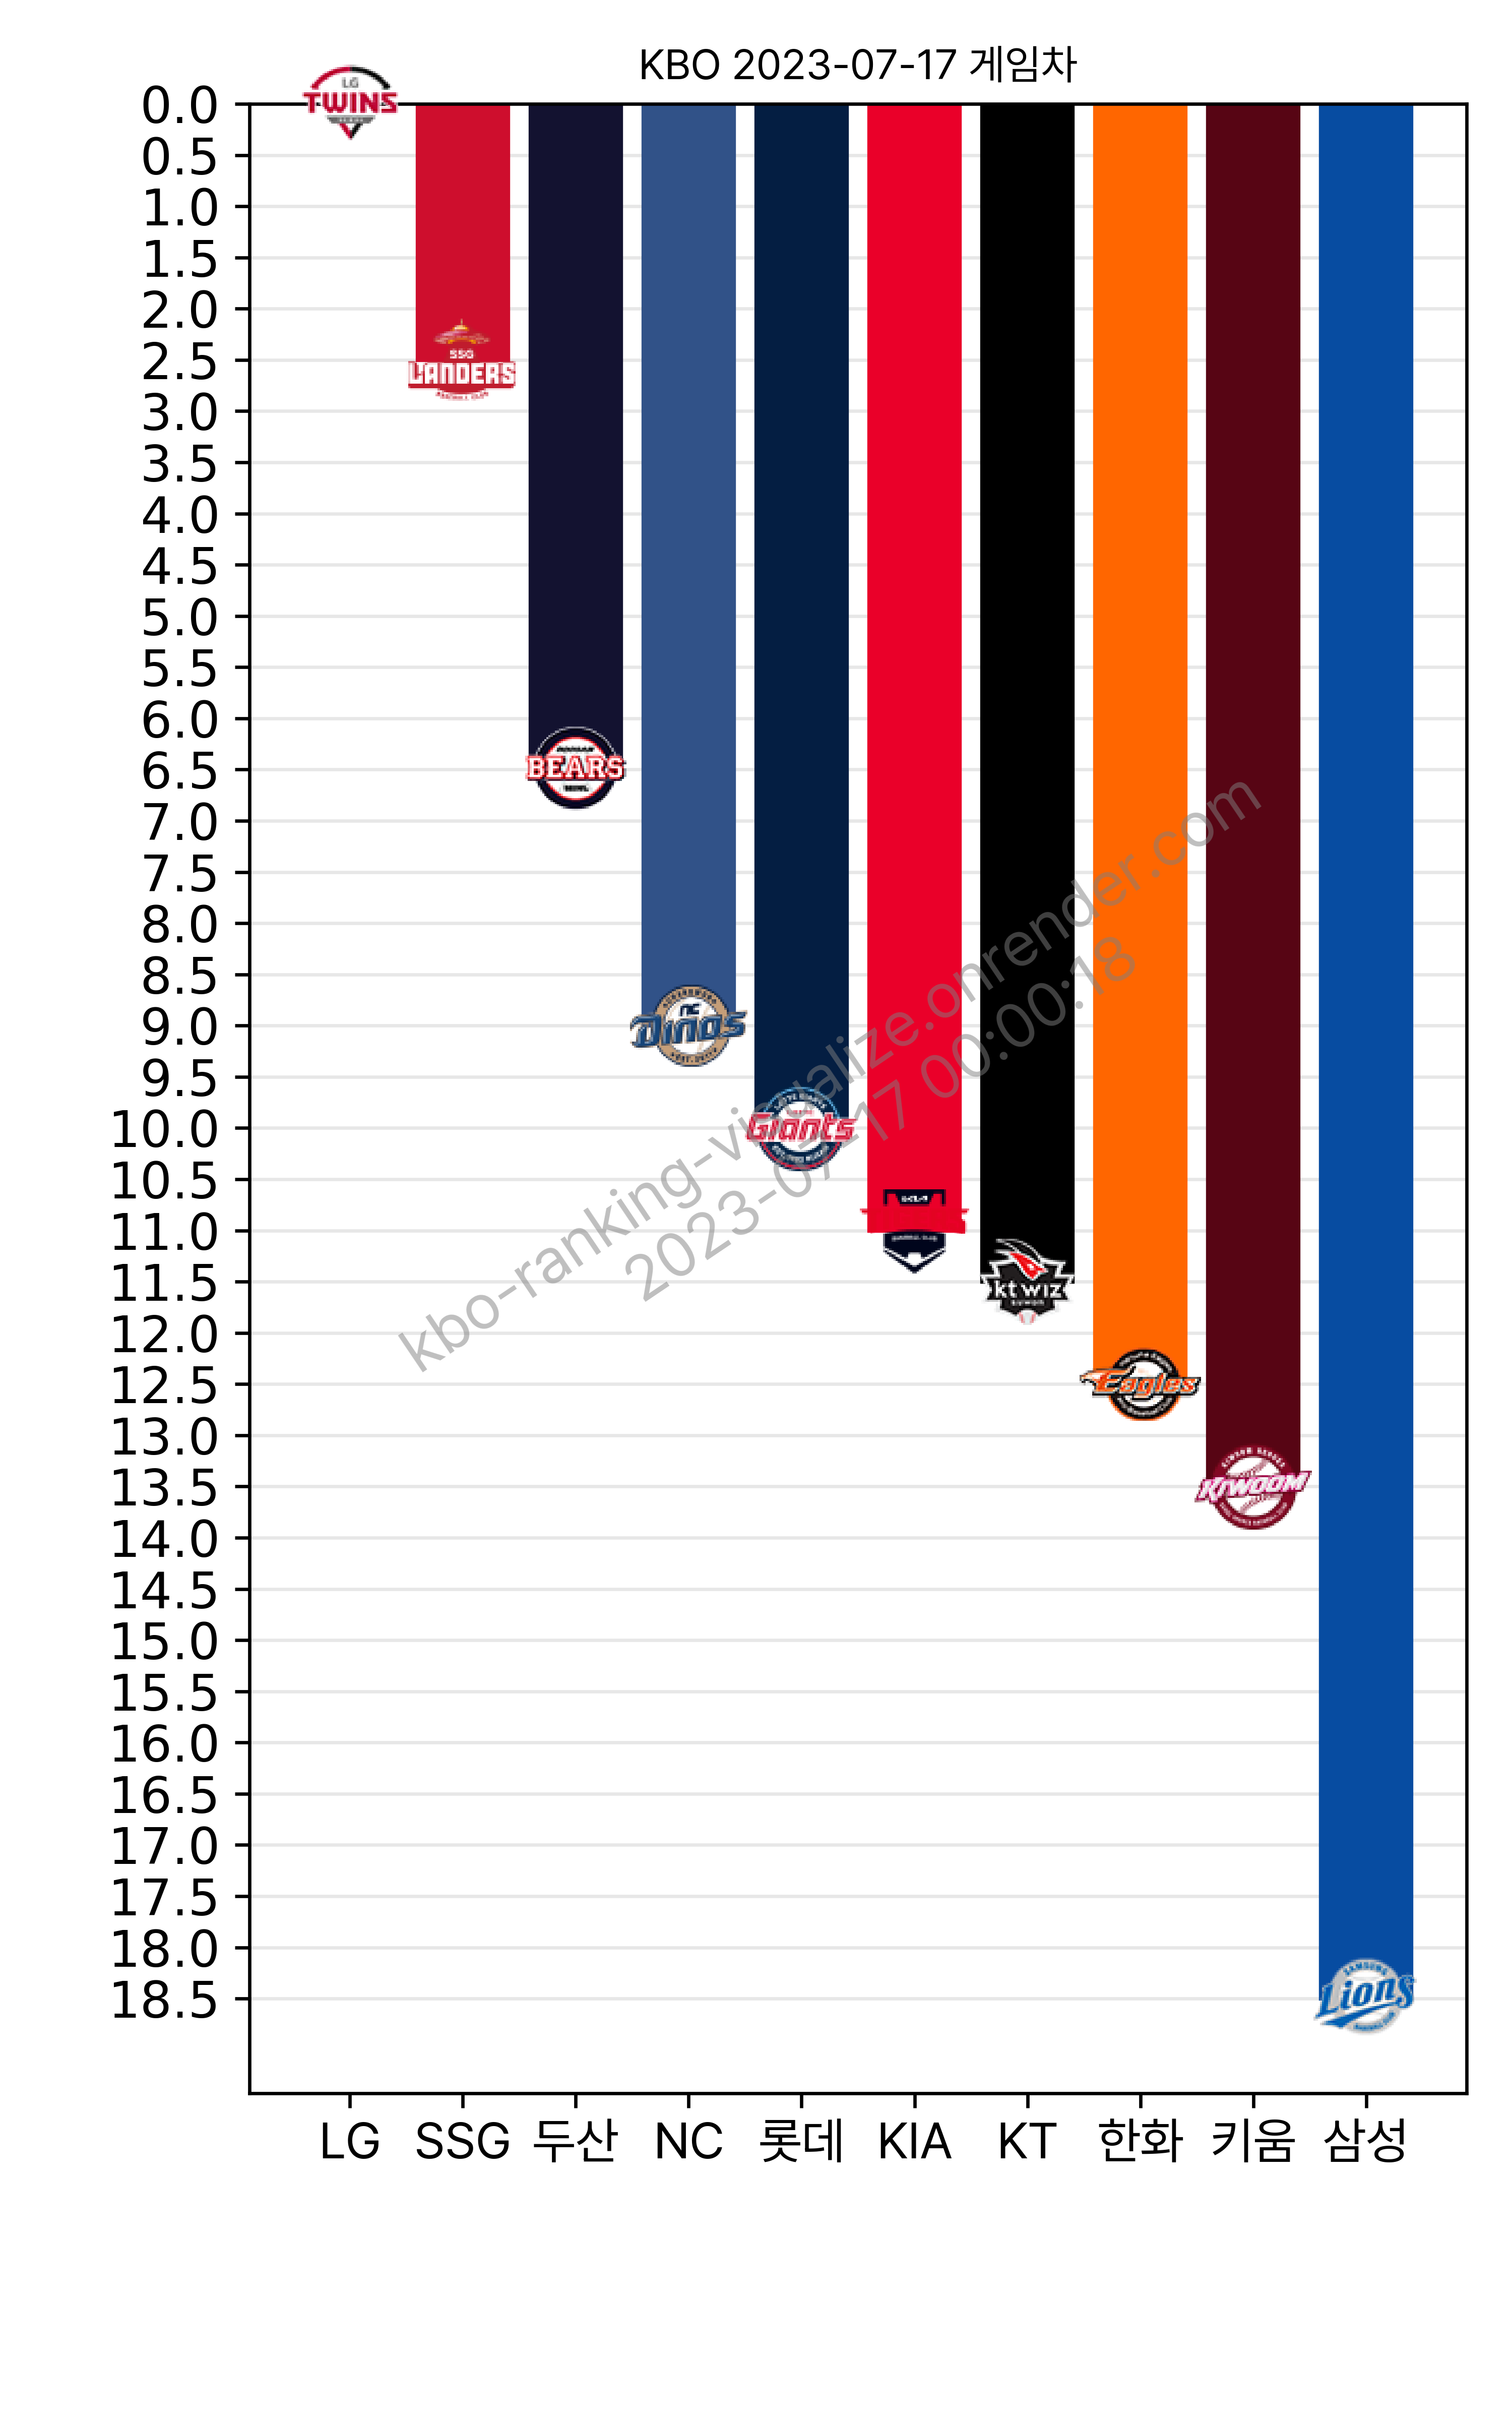 KBO 2023-07-17 게임차
0.0
0.5
1.0
1.5
2.0
2.5
3.0
3.5
4.0
4.5
5.0
5.5
6.0
6.5
7.0
7.5
8.0
8.5
9.0
9.5
10.0
10.5
11.0
11.5
12.0
12.5
13.0
13.5
14.0
14.5
15.0
15.5
16.0
16.5
17.0
17.5
18.0
18.5
LG
TWINS
SSG
LANDERS
BEARS
NC
Dinos
Giants
kt wiz
Eagles
KIWOOM
SAMSUNG
Lions
kbo-ranking-visualize.onrender.com
2023-07-17 00:00:18
LG SSG 두산 NC 롯데 KIA KT 한화 키움 삼성